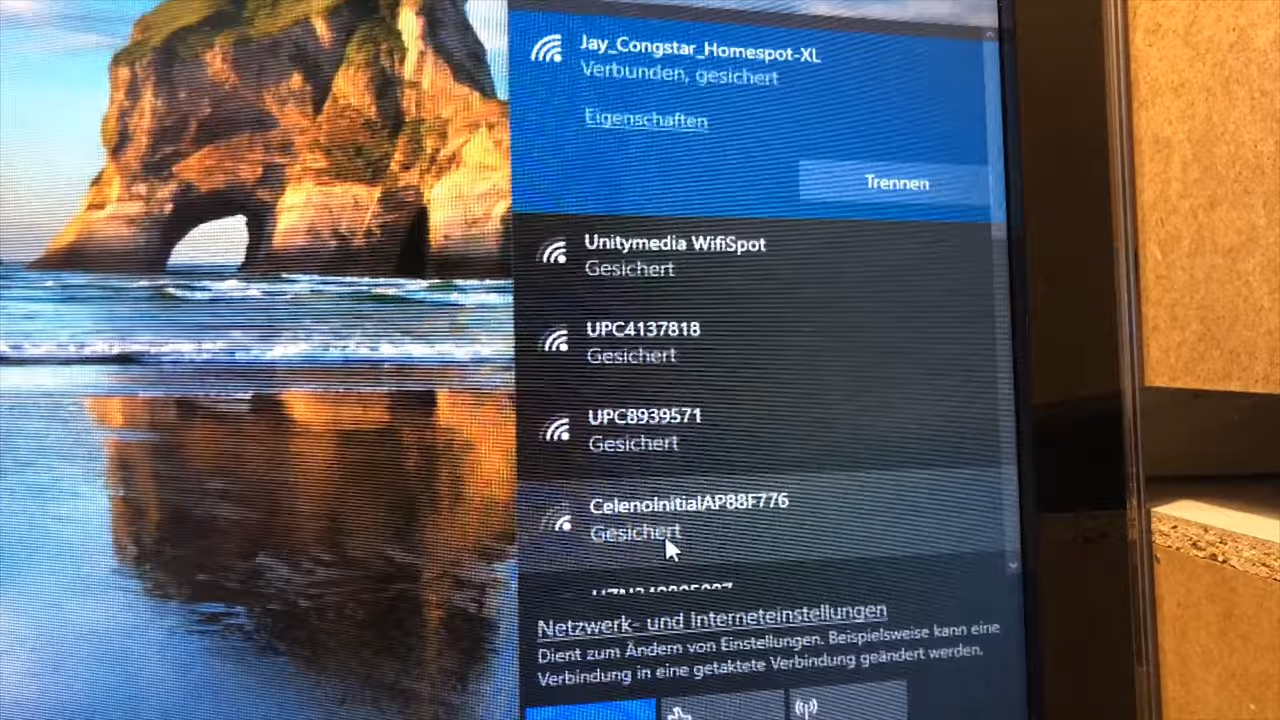 Jay_Congstar_Homespot-XL
Verbunden, gesichert
Eigenschaften
Trennen
Unitymedia WifiSpot
Gesichert
UPC4137818
Gesichert
UPC8939571
Gesichert
CelenoInitialAP88F776
Gesichert
Netzwerk- und Interneteinstellungen
Dient zum Ändern von Einstellungen. Beispielsweise kann eine
Verbindung in eine getaktete Verbindung geändert werden.